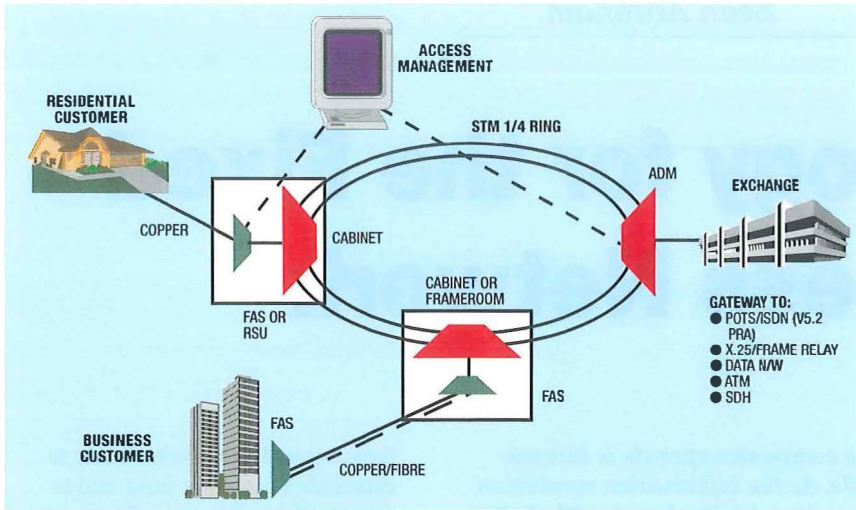 ACCESS
MANAGEMENT
RESIDENTIAL
CUSTOMER
STM 1/4 RING
ADM
EXCHANGE
COPPER
CABINET
CABINET OR
FRAMEROOM
FAS OR
RSU
GATEWAY TO:
● POTS/ISDN (V5.2
PRA)
● X.25/FRAME RELAY
● DATA N/W
● ATM
● SDH
FAS
BUSINESS
CUSTOMER
FAS
COPPER/FIBRE